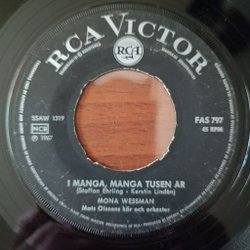 RCA VICTOR
RCA
SSAW 1319
FAS 797
45 RPM
NCB
℗ 1967
I MANGA, MANGA TUSEN AR
(Staffan Ehrling - Kerstin Lindén)
MONA WESSMAN
Mats Olssons kör och orkester